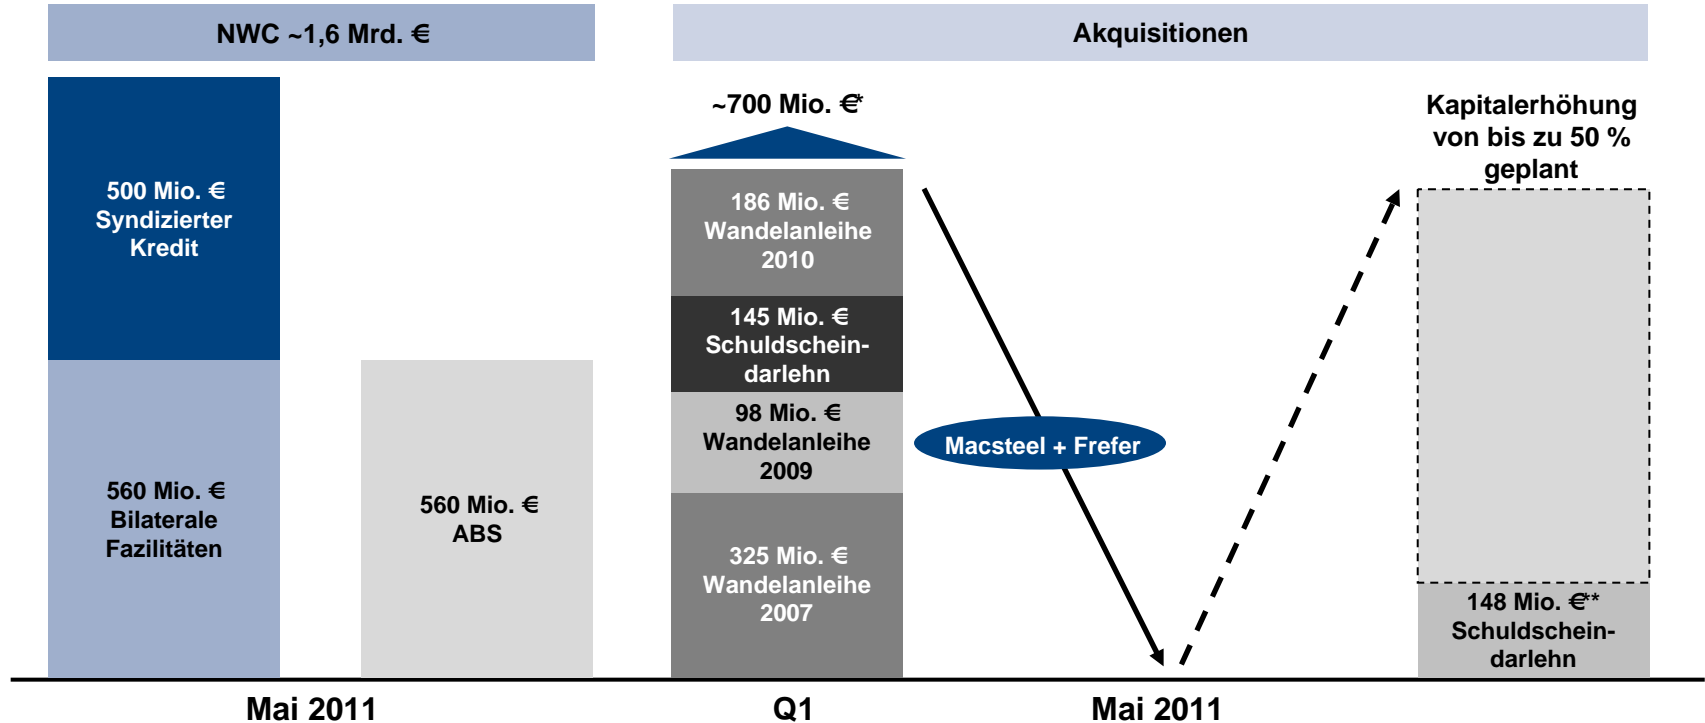 NWC ~1,6 Mrd. €
Akquisitionen
500 Mio. €
Syndizierter
Kredit
560 Mio. €
Bilaterale
Fazilitäten
560 Mio. €
ABS
~700 Mio. €*
186 Mio. €
Wandelanleihe
2010
145 Mio. €
Schuldschein-
darlehn
98 Mio. €
Wandelanleihe
2009
325 Mio. €
Wandelanleihe
2007
Macsteel + Frefer
Kapitalerhöhung
von bis zu 50 %
geplant
148 Mio. €**
Schuldschein-
darlehn
Mai 2011
Q1
Mai 2011